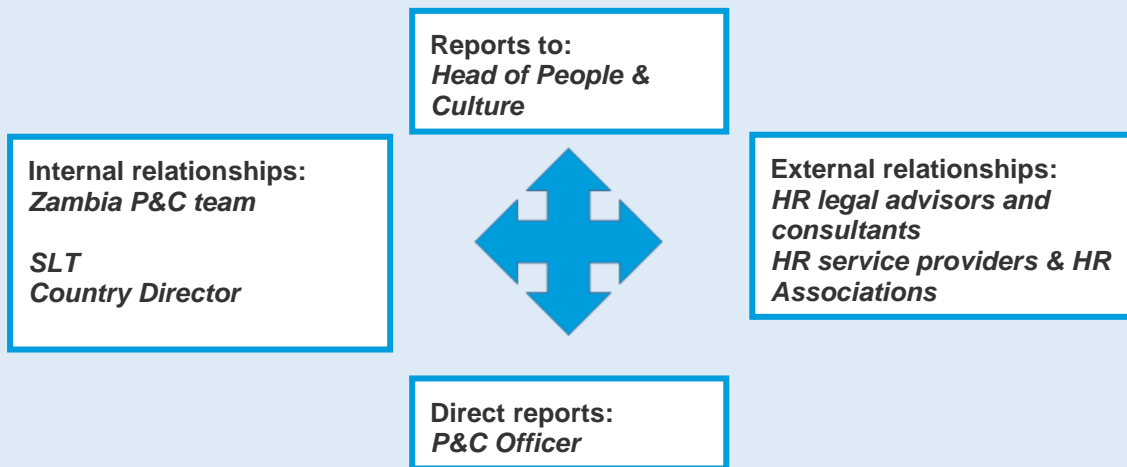 Reports to:
Head of People &
Culture
Internal relationships:
Zambia P&C team
SLT
Country Director
External relationships:
HR legal advisors and
consultants
HR service providers & HR
Associations
Direct reports:
P&C Officer